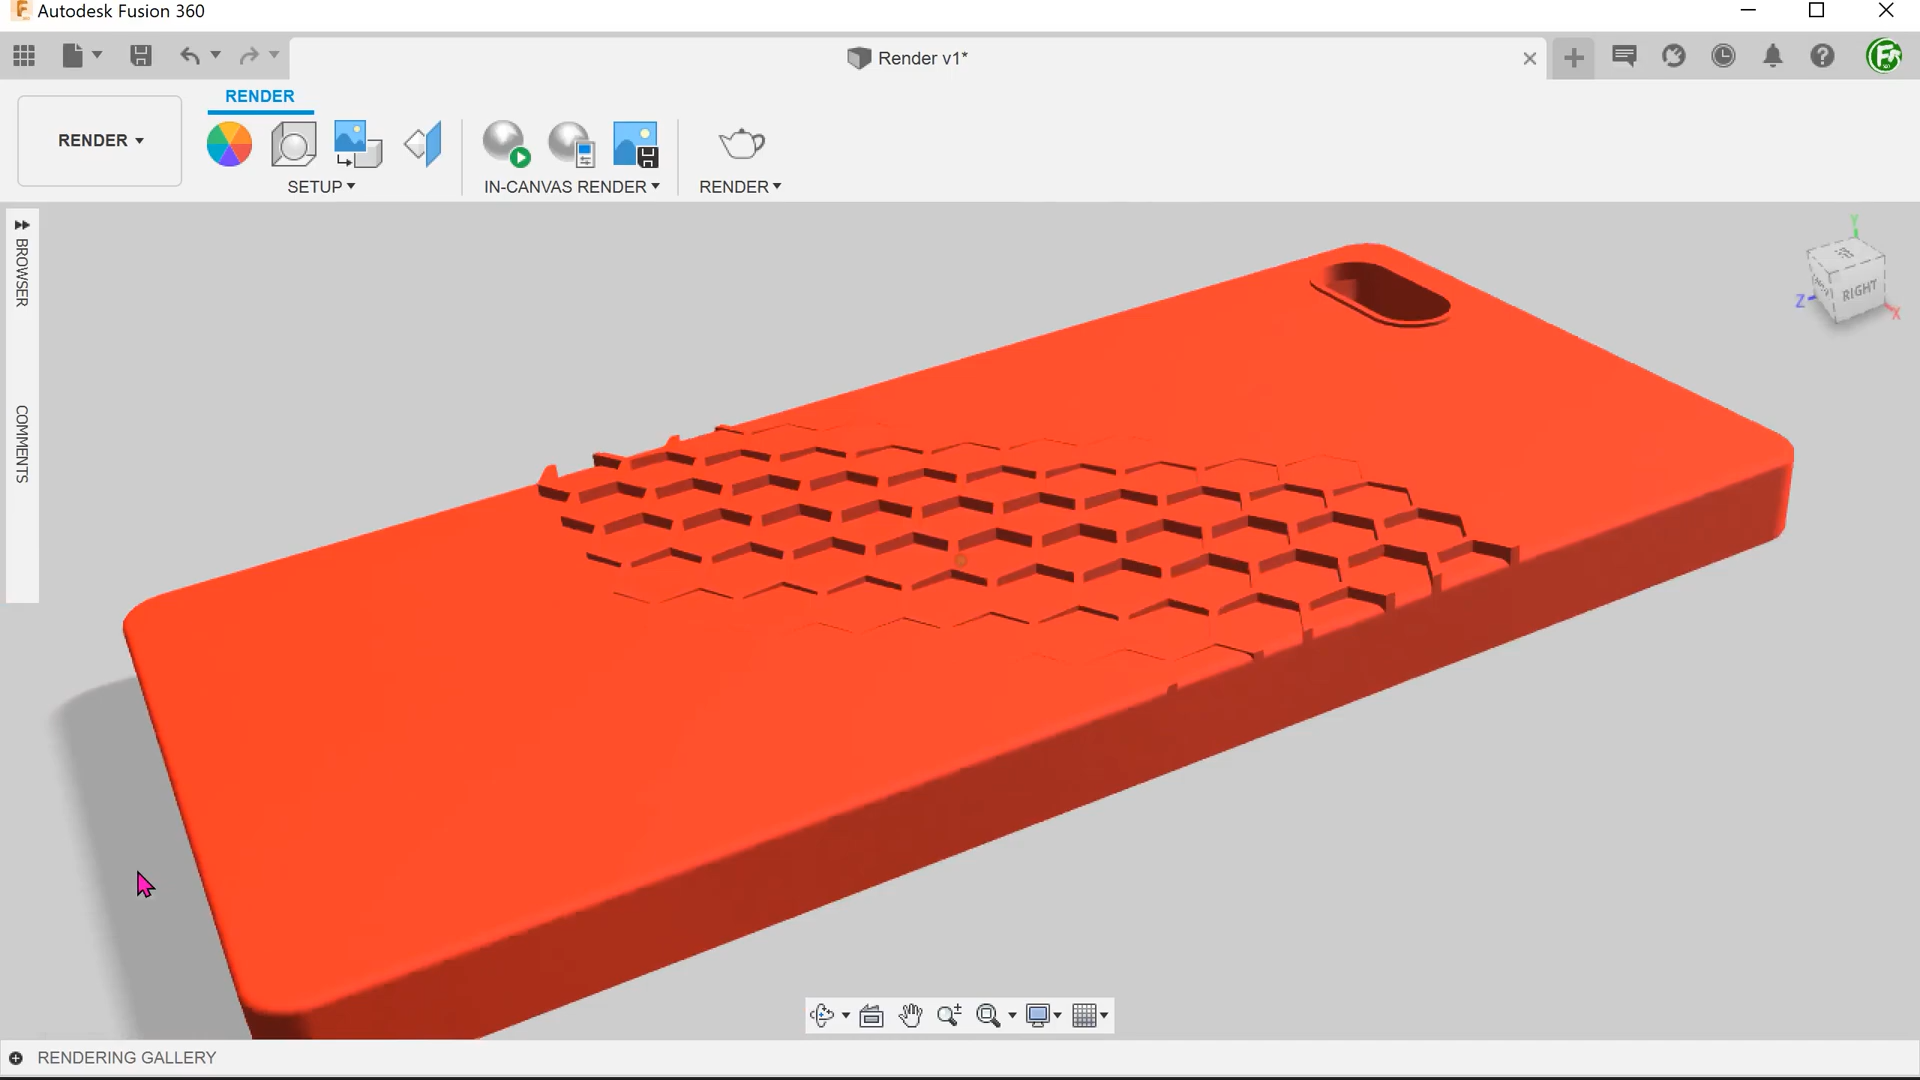 Autodesk Fusion 360
Render v1*
RENDER
RENDER
SETUP
IN-CANVAS RENDER
RENDER
BROWSER
COMMENTS
Y
RIGHT
Z
X
RENDERING GALLERY